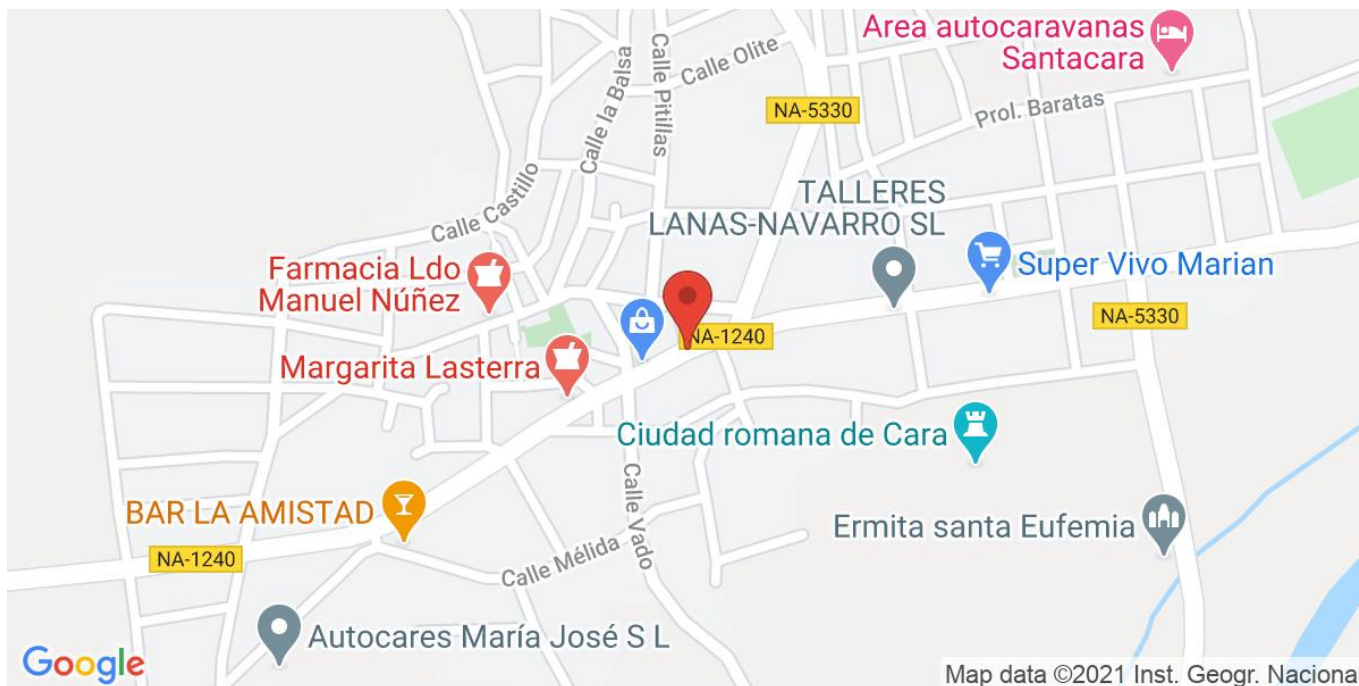 Area autocaravanas
Santacara
Calle Olite
Calle Pitillas
Calle la Balsa
NA-5330
Prol. Baratas
TALLERES
LANAS-NAVARRO SL
Calle Castillo
Farmacia Ldo
Manuel Núñez
Super Vivo Marian
NA-5330
NA-1240
Margarita Lasterra
Ciudad romana de Cara
BAR LA AMISTAD
Calle Vado
Ermita santa Eufemia
NA-1240
Calle Mélida
Autocares María José S L
Google
Map data ©2021 Inst. Geogr. Naciona